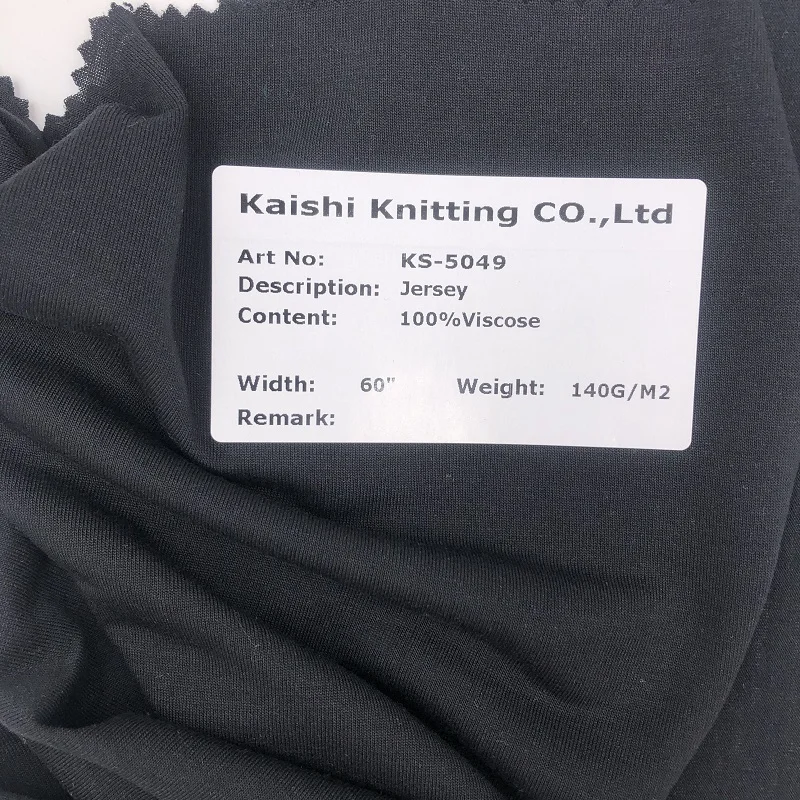 Kaishi Knitting CO.,Ltd
Art No: KS-5049
Description: Jersey
Content: 100%Viscose
Width: 60" Weight: 140G/M2
Remark: